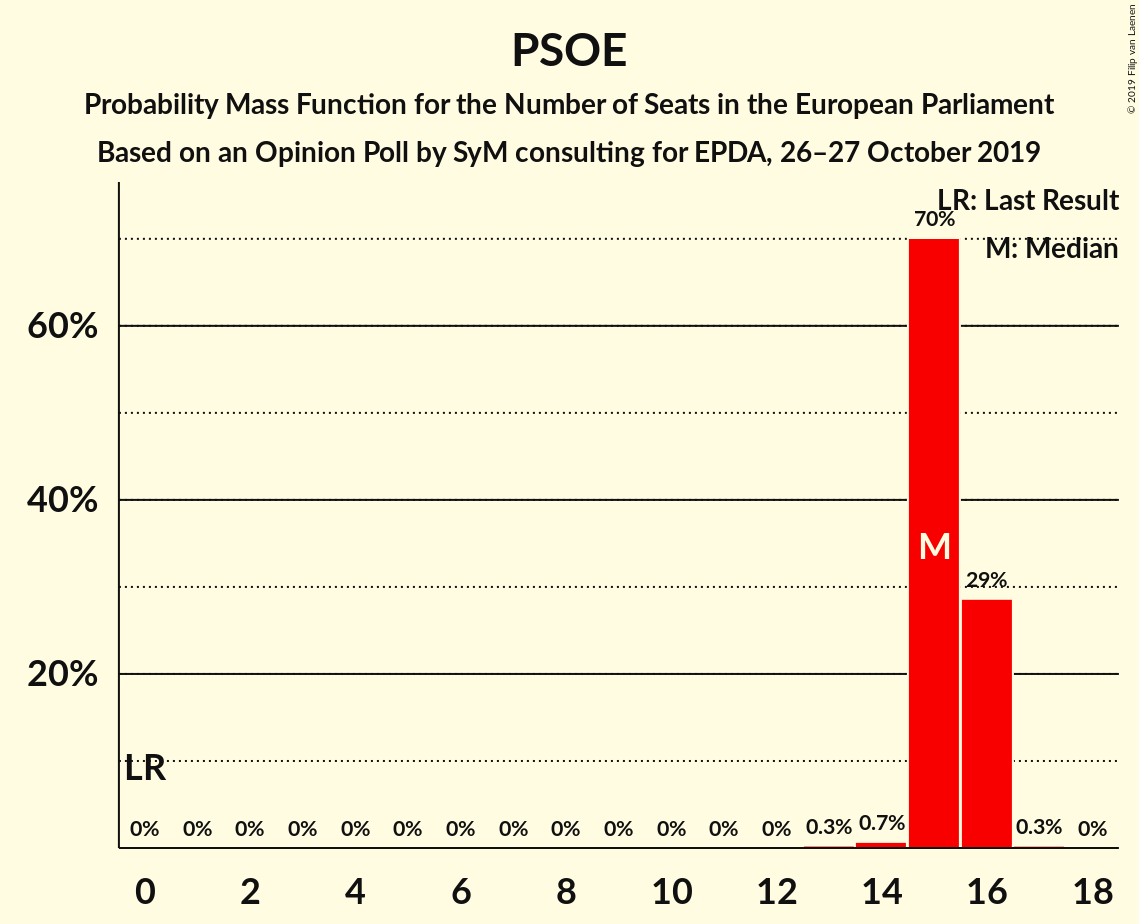 PSOE
Probability Mass Function for the Number of Seats in the European Parliament
Based on an Opinion Poll by SyM consulting for EPDA, 26–27 October 2019
© 2019 Filip van Laenen
LR: Last Result
M: Median
70%
60%
40%
M
29%
20%
LR
0% 0% 0% 0% 0% 0% 0% 0% 0% 0% 0% 0% 0% 0.3% 0.7% 0.3% 0%
0 2 4 6 8 10 12 14 16 18